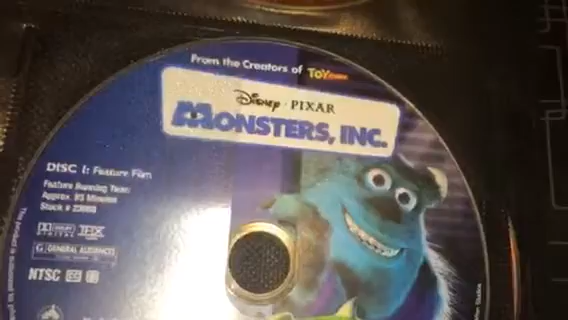 From the Creators of TOY STORY
Disney · PIXAR
MONSTERS, INC.
DISC 1: Feature Film
Feature Running Time:
Approx. 93 Minutes
Stock #
THX
G GENERAL AUDIENCES
NTSC